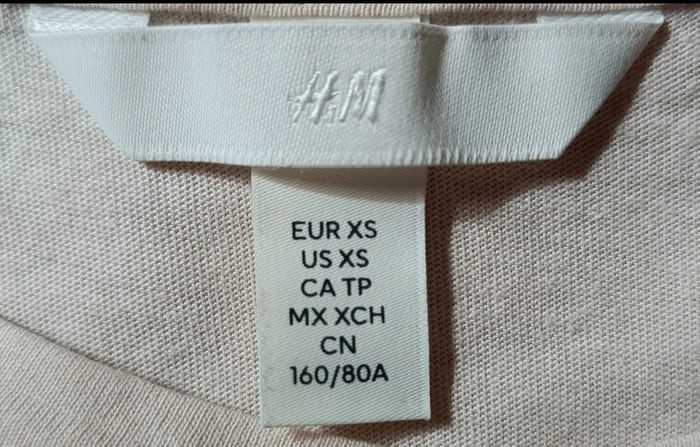 H&M
EUR XS
US XS
CA TP
MX XCH
CN
160/80A